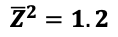 Z̅² = 1.2